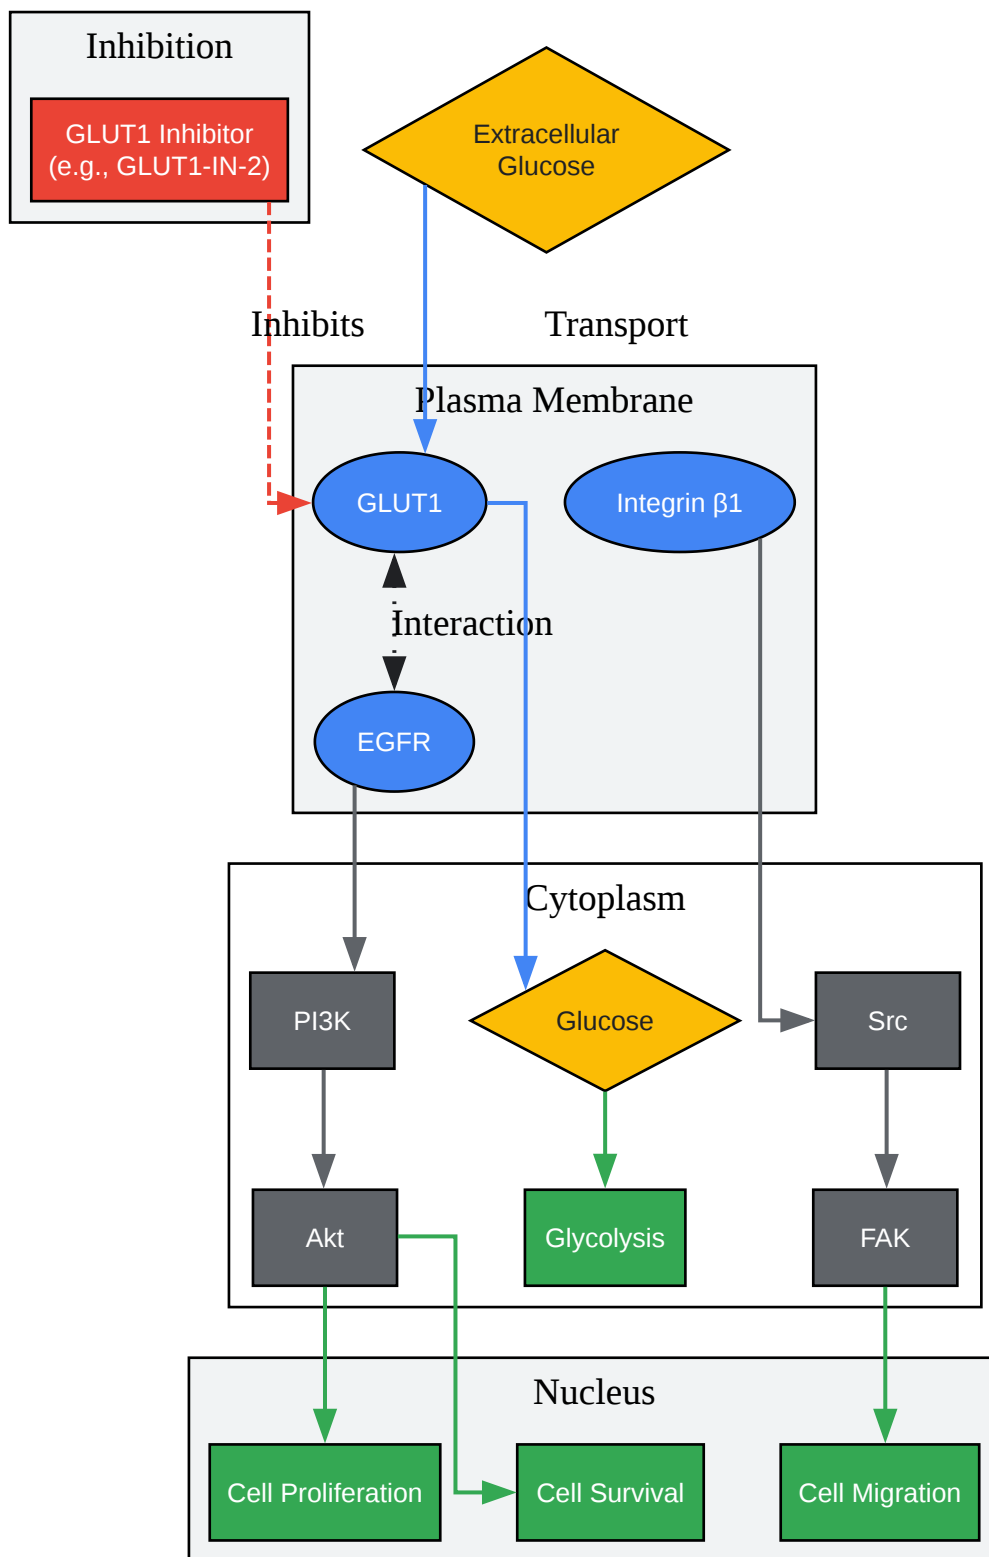 Inhibition
GLUT1 Inhibitor
(e.g., GLUT1-IN-2)
Extracellular
Glucose
Inhibits
Transport
Plasma Membrane
GLUT1
Integrin β1
Interaction
EGFR
Cytoplasm
PI3K
Glucose
Src
Akt
Glycolysis
FAK
Nucleus
Cell Proliferation
Cell Survival
Cell Migration